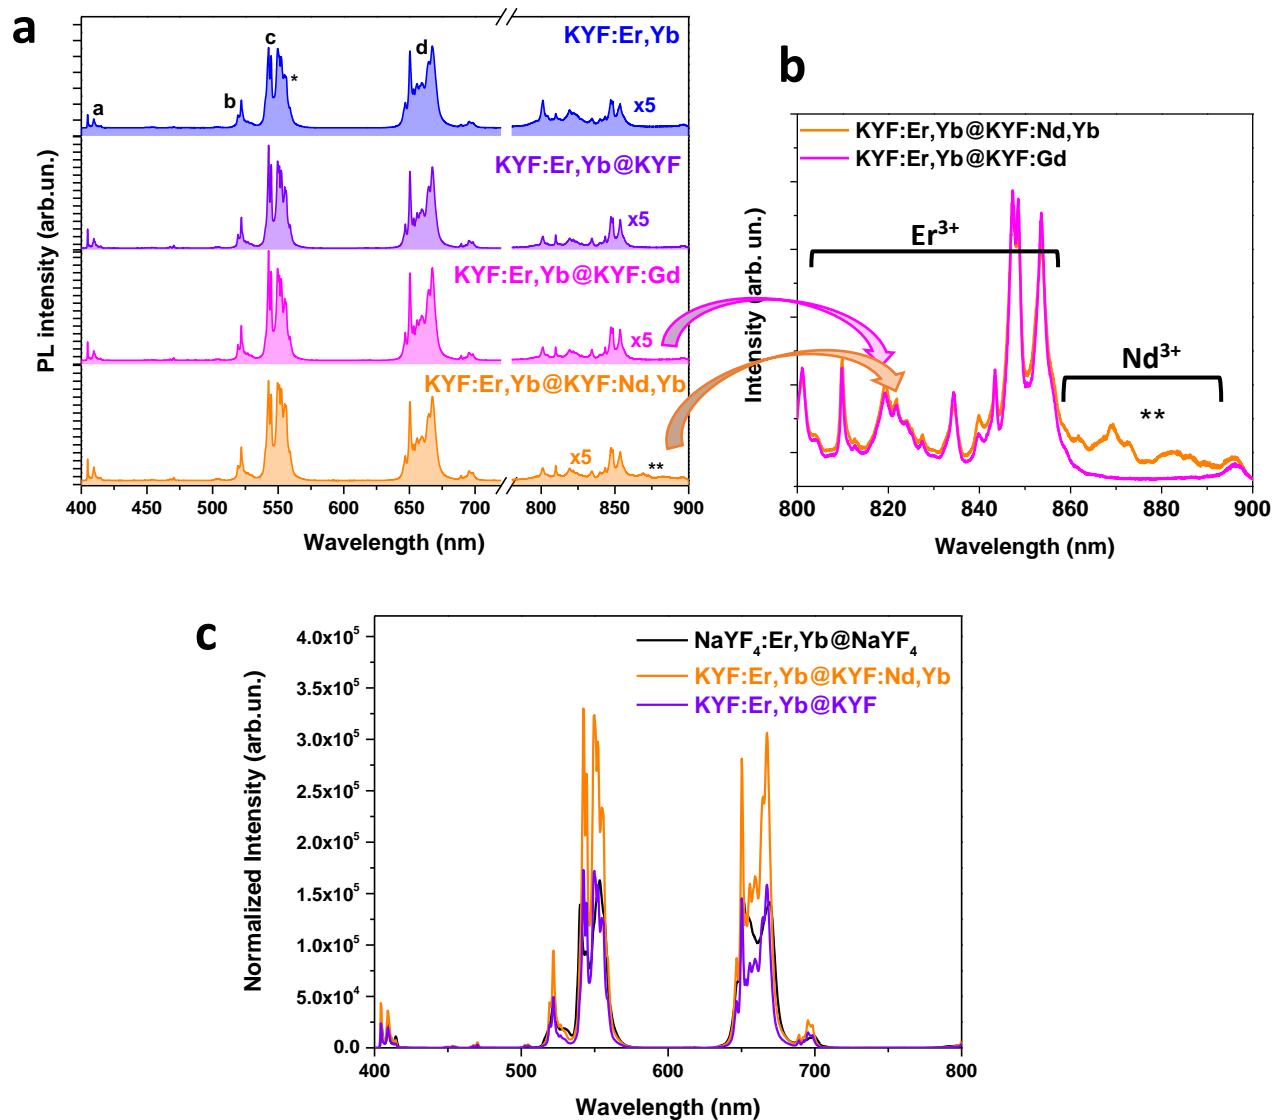 a
PL intensity (arb.un.)
KYF:Er,Yb
a
b
c
*
d
x5
KYF:Er,Yb@KYF
x5
KYF:Er,Yb@KYF:Gd
x5
KYF:Er,Yb@KYF:Nd,Yb
x5
**
400 450 500 550 600 650 700 800 850 900
Wavelength (nm)
b
Intensity (arb. un.)
KYF:Er,Yb@KYF:Nd,Yb
KYF:Er,Yb@KYF:Gd
Er³⁺
Nd³⁺
**
800 820 840 860 880 900
Wavelength (nm)
c
Normalized Intensity (arb.un.)
4.0x10⁵
3.5x10⁵
3.0x10⁵
2.5x10⁵
2.0x10⁵
1.5x10⁵
1.0x10⁵
5.0x10⁴
0.0
NaYF₄:Er,Yb@NaYF₄
KYF:Er,Yb@KYF:Nd,Yb
KYF:Er,Yb@KYF
400 500 600 700 800
Wavelength (nm)